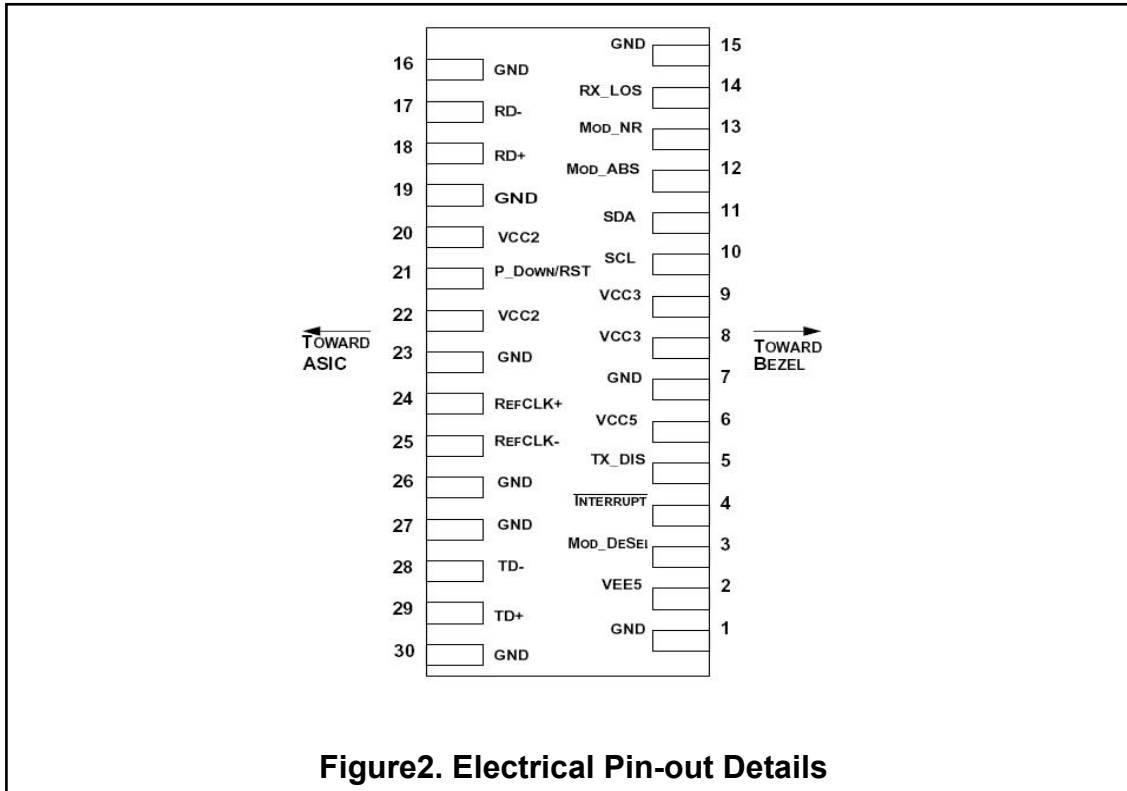 GND 15
16 GND
RX_LOS 14
17 RD-
MOD_NR 13
18 RD+
MOD_ABS 12
19 GND
SDA 11
20 VCC2
SCL 10
21 P_DOWN/RST
VCC3 9
22 VCC2
VCC3 8
TOWARD ASIC
TOWARD BEZEL
23 GND
GND 7
24 REFCLK+
VCC5 6
25 REFCLK-
TX_DIS 5
26 GND
INTERRUPT 4
27 GND
MOD_DESEl 3
28 TD-
VEE5 2
29 TD+
GND 1
30 GND
Figure2. Electrical Pin-out Details